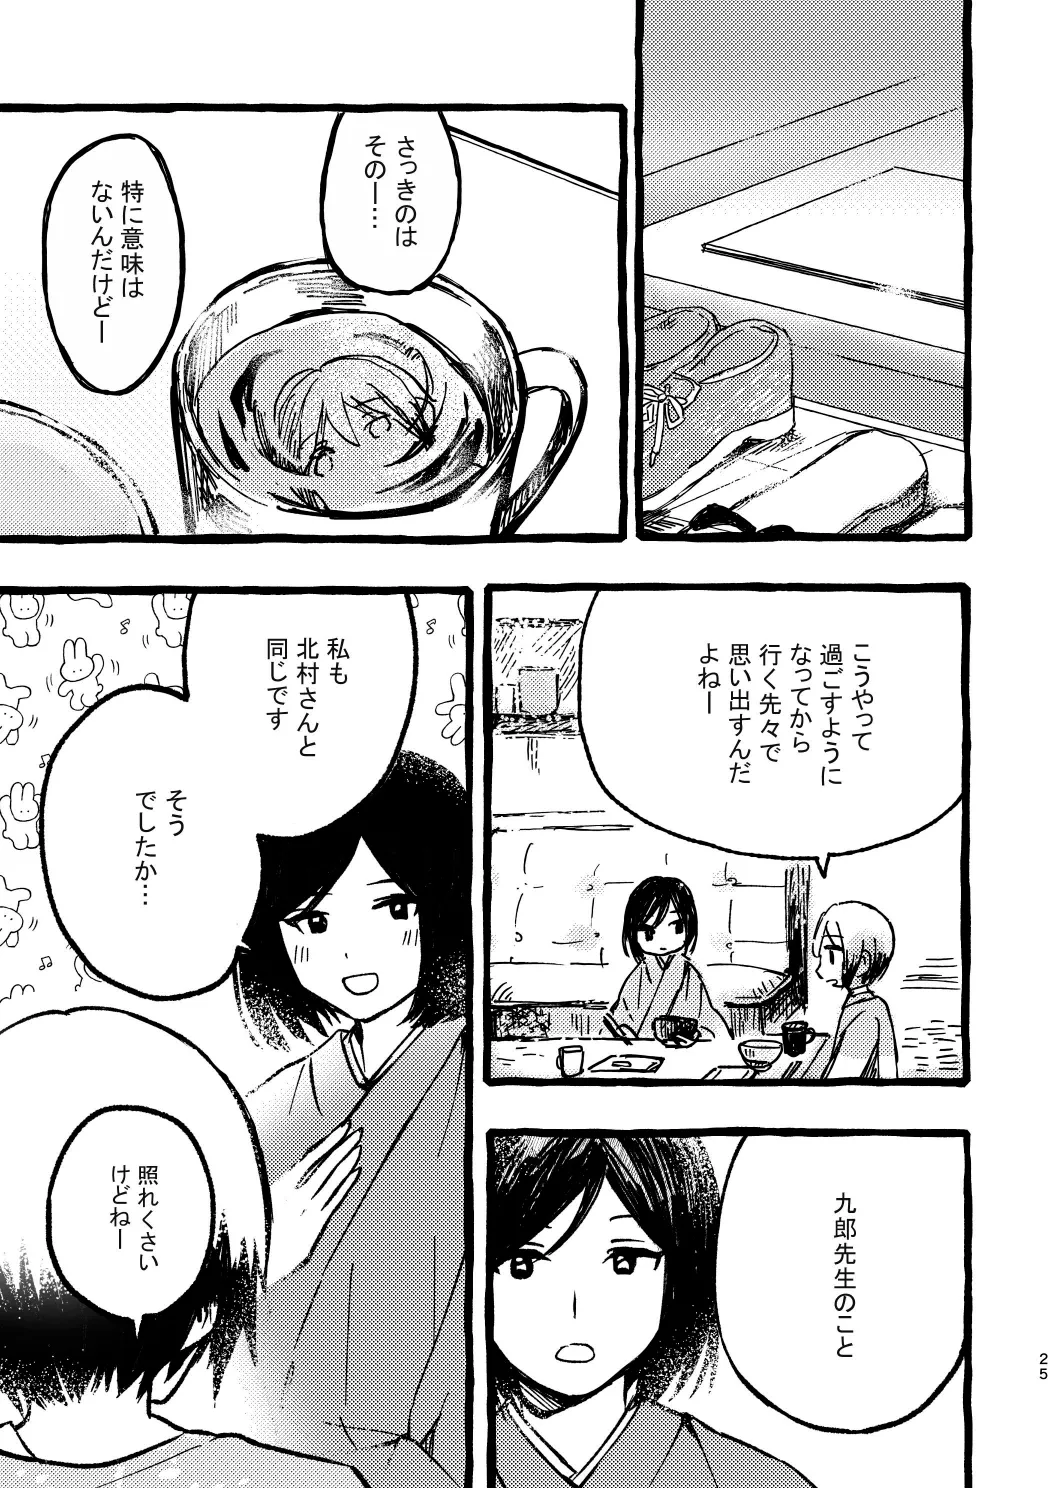 さっきのは
そのー…
特に意味は
ないんだけどー
こうやって
過ごすように
なってから
行く先々で
思い出すんだ
よねー
九郎先生のこと
私も
北村さんと
同じです
そう
でしたか…
照れくさい
けどねー
25